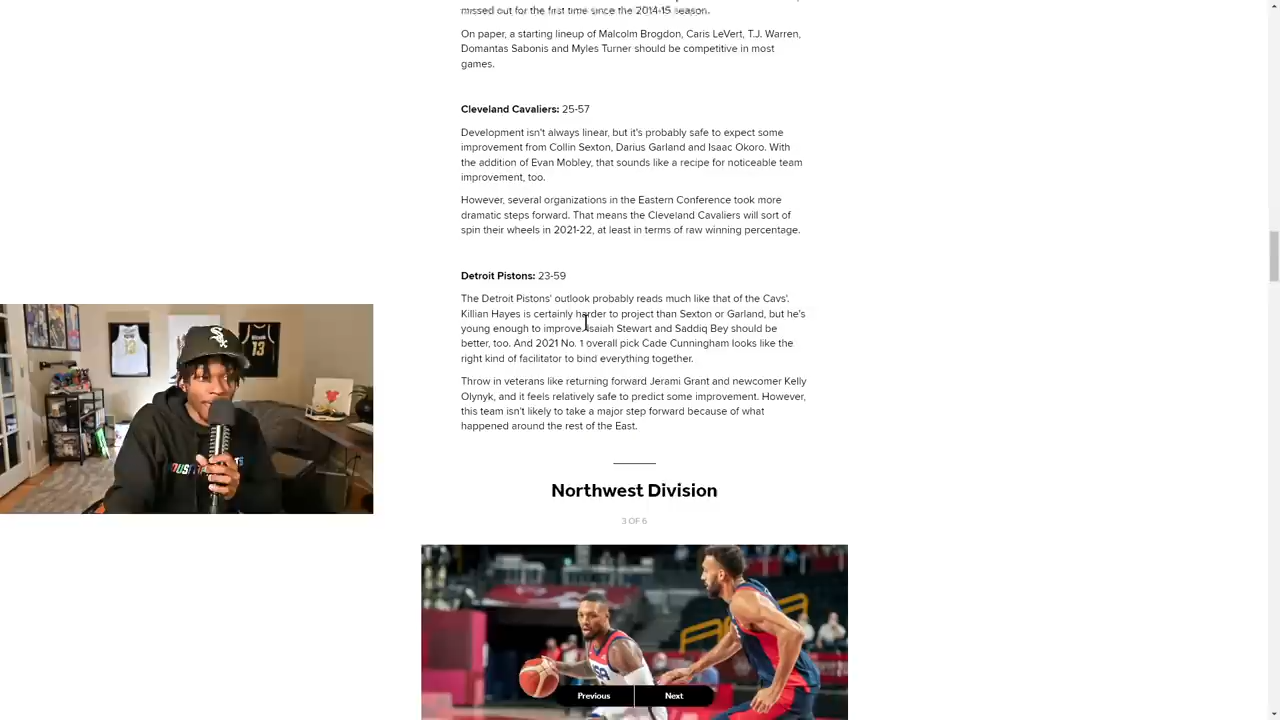 missed out for the first time since the 2014-15 season.
On paper, a starting lineup of Malcolm Brogdon, Caris LeVert, T.J. Warren,
Domantas Sabonis and Myles Turner should be competitive in most
games.
Cleveland Cavaliers: 25-57
Development isn't always linear, but it's probably safe to expect some
improvement from Collin Sexton, Darius Garland and Isaac Okoro. With
the addition of Evan Mobley, that sounds like a recipe for noticeable team
improvement, too.
However, several organizations in the Eastern Conference took more
dramatic steps forward. That means the Cleveland Cavaliers will sort of
spin their wheels in 2021-22, at least in terms of raw winning percentage.
Detroit Pistons: 23-59
The Detroit Pistons' outlook probably reads much like that of the Cavs'.
Killian Hayes is certainly harder to project than Sexton or Garland, but he's
young enough to improve. Isaiah Stewart and Saddiq Bey should be
better, too. And 2021 No. 1 overall pick Cade Cunningham looks like the
right kind of facilitator to bind everything together.
Throw in veterans like returning forward Jerami Grant and newcomer Kelly
Olynyk, and it feels relatively safe to predict some improvement. However,
this team isn't likely to take a major step forward because of what
happened around the rest of the East.
Northwest Division
3 OF 6
13
13
USA
Previous
Next